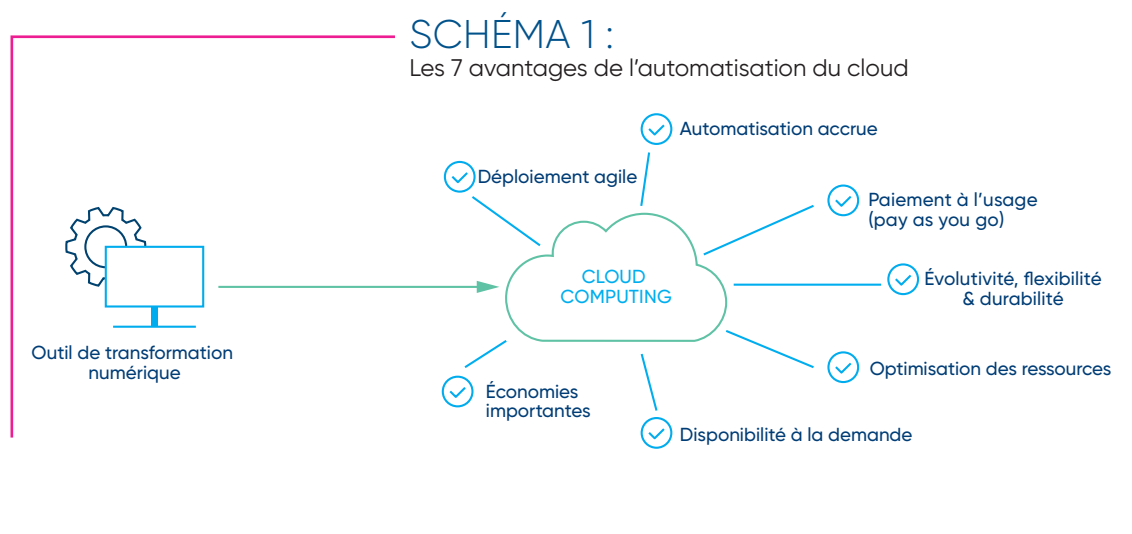 SCHÉMA 1 :
Les 7 avantages de l’automatisation du cloud
Automatisation accrue
Déploiement agile
Paiement à l’usage
(pay as you go)
CLOUD
COMPUTING
Évolutivité, flexibilité
& durabilité
Outil de transformation
numérique
Optimisation des ressources
Économies
importantes
Disponibilité à la demande